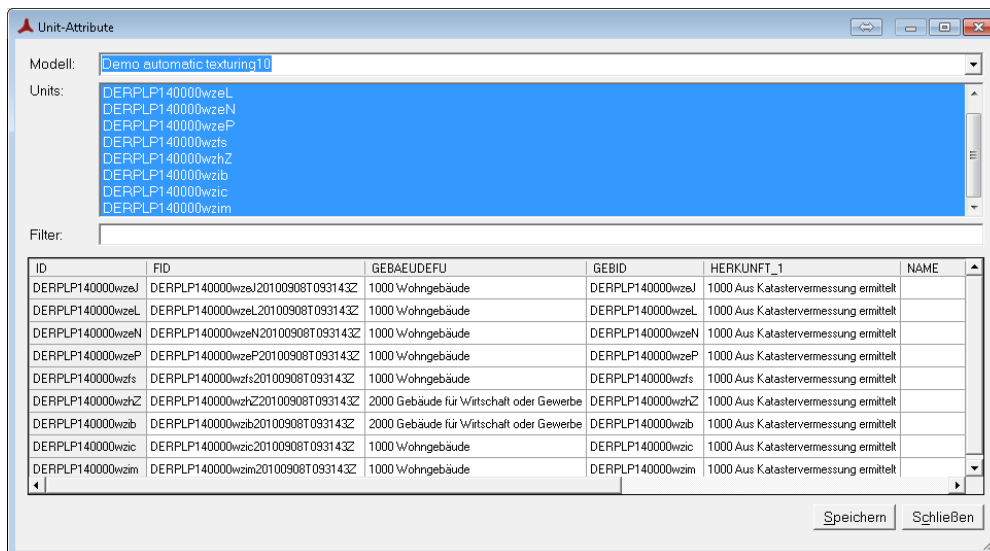 Unit-Attribute
Modell: Demo automatic texturing10
Units: DERPLP140000wzeL
DERPLP140000wzeN
DERPLP140000wzeP
DERPLP140000wzfs
DERPLP140000wzhZ
DERPLP140000wzib
DERPLP140000wzic
DERPLP140000wzim
Filter:
ID FID GEBAEUDEFU GEBID HERKUNFT_1 NAME
DERPLP140000wzeJ DERPLP140000wzeJ20100908T093143Z 1000 Wohngebäude DERPLP140000wzeJ 1000 Aus Katastervermessung ermittelt
DERPLP140000wzeL DERPLP140000wzeL20100908T093143Z 1000 Wohngebäude DERPLP140000wzeL 1000 Aus Katastervermessung ermittelt
DERPLP140000wzeN DERPLP140000wzeN20100908T093143Z 1000 Wohngebäude DERPLP140000wzeN 1000 Aus Katastervermessung ermittelt
DERPLP140000wzeP DERPLP140000wzeP20100908T093143Z 1000 Wohngebäude DERPLP140000wzeP 1000 Aus Katastervermessung ermittelt
DERPLP140000wzfs DERPLP140000wzfs20100908T093143Z 1000 Wohngebäude DERPLP140000wzfs 1000 Aus Katastervermessung ermittelt
DERPLP140000wzhZ DERPLP140000wzhZ20100908T093143Z 2000 Gebäude für Wirtschaft oder Gewerbe DERPLP140000wzhZ 1000 Aus Katastervermessung ermittelt
DERPLP140000wzib DERPLP140000wzib20100908T093143Z 2000 Gebäude für Wirtschaft oder Gewerbe DERPLP140000wzib 1000 Aus Katastervermessung ermittelt
DERPLP140000wzic DERPLP140000wzic20100908T093143Z 1000 Wohngebäude DERPLP140000wzic 1000 Aus Katastervermessung ermittelt
DERPLP140000wzim DERPLP140000wzim20100908T093143Z 1000 Wohngebäude DERPLP140000wzim 1000 Aus Katastervermessung ermittelt
Speichern Schließen